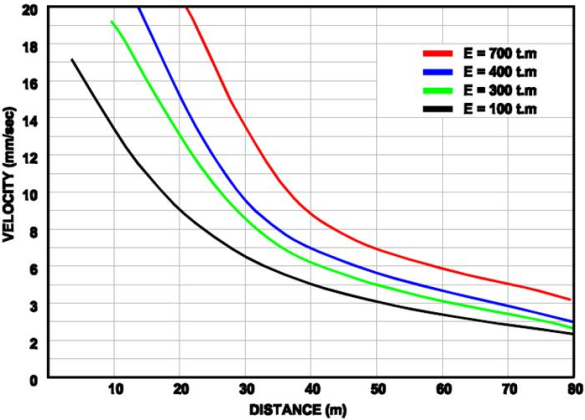 20
18
16
14
12
10
8
6
3
2
0
VELOCITY (mm/sec)
E = 700 t.m
E = 400 t.m
E = 300 t.m
E = 100 t.m
10 20 30 40 50 60 70 80
DISTANCE (m)